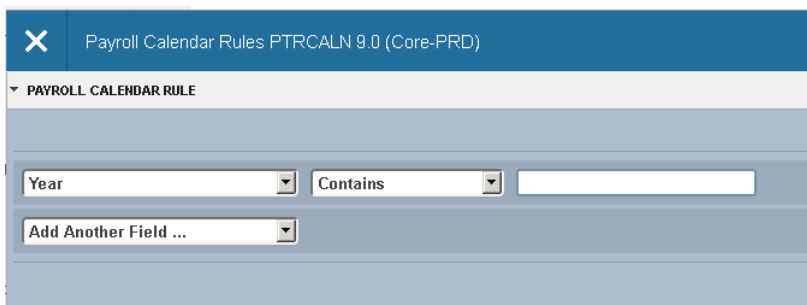 Payroll Calendar Rules PTRCALN 9.0 (Core-PRD)
PAYROLL CALENDAR RULE
Year Contains
Add Another Field ...